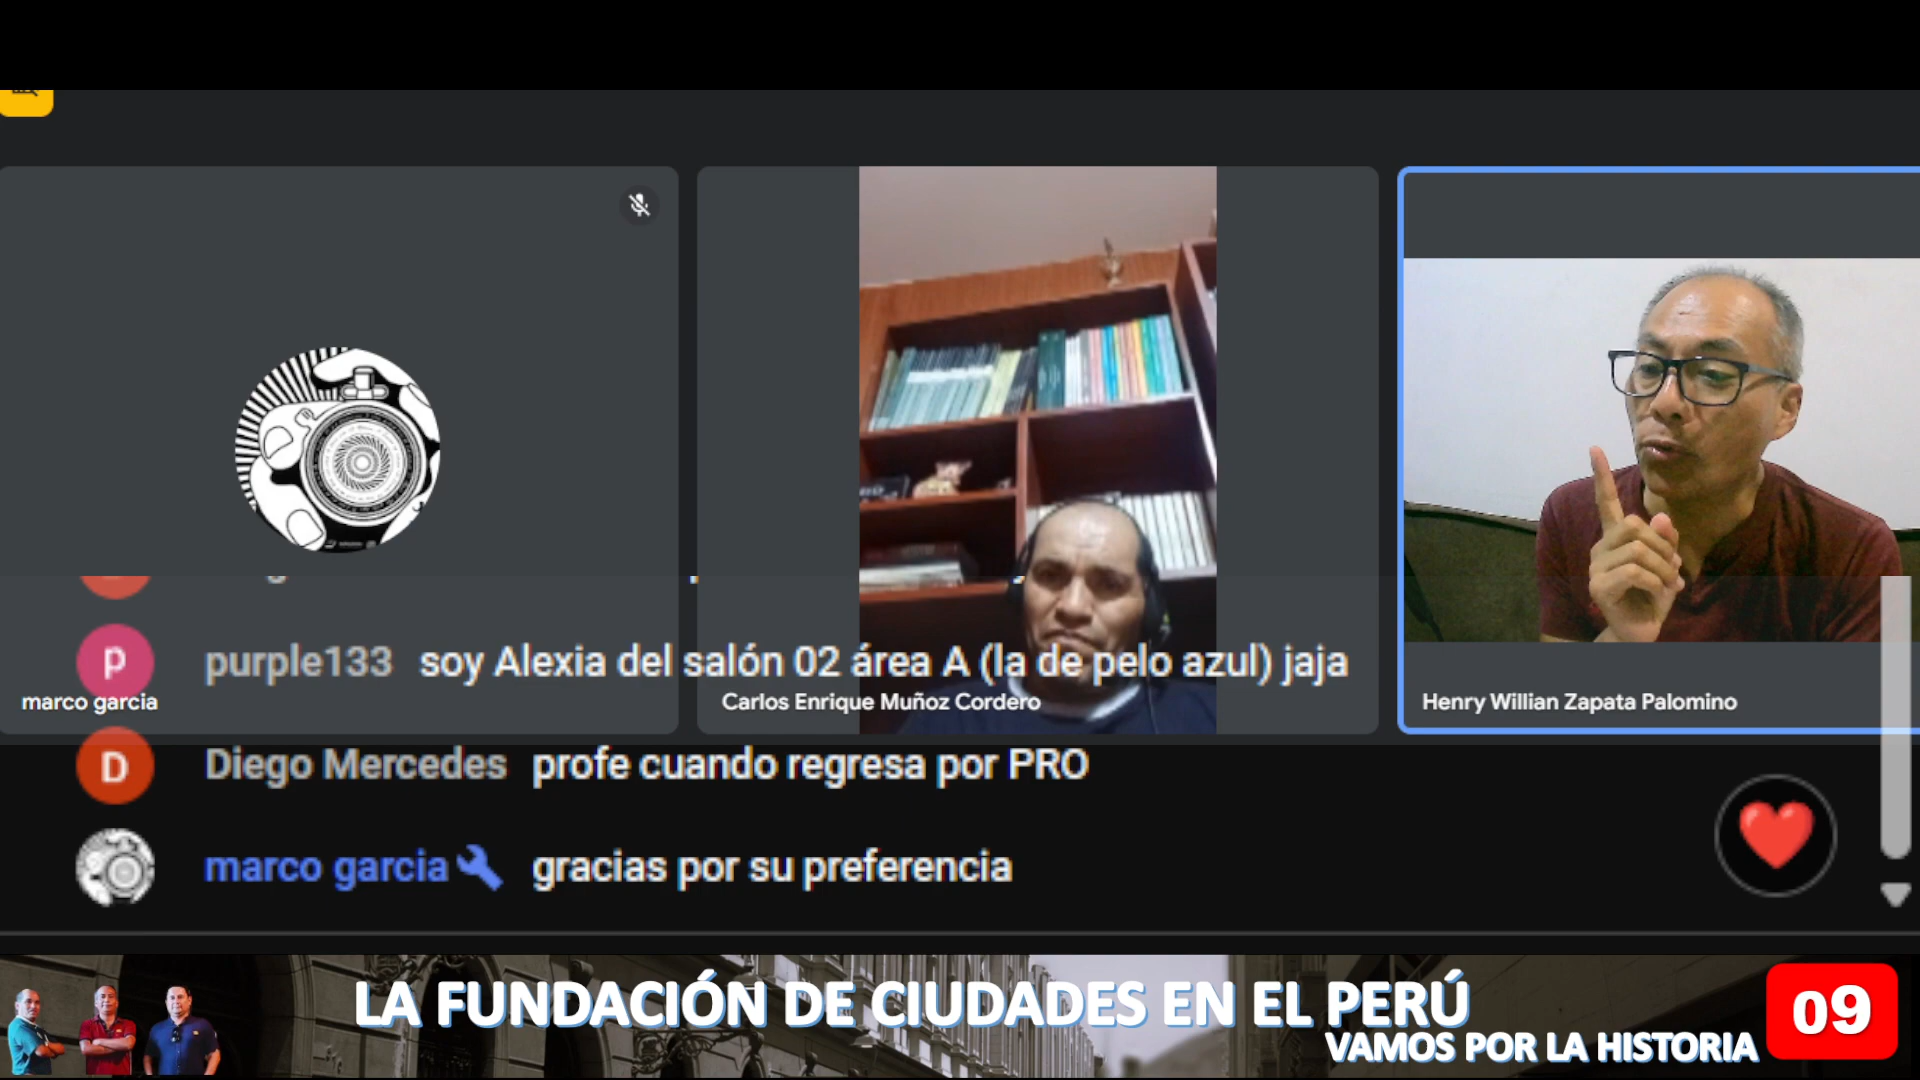 P purple133 soy Alexia del salón 02 área A (la de pelo azul) jaja
marco garcia
Carlos Enrique Muñoz Cordero
Henry Willian Zapata Palomino
D Diego Mercedes profe cuando regresa por PRO
marco garcia gracias por su preferencia
LA FUNDACIÓN DE CIUDADES EN EL PERÚ
VAMOS POR LA HISTORIA
09